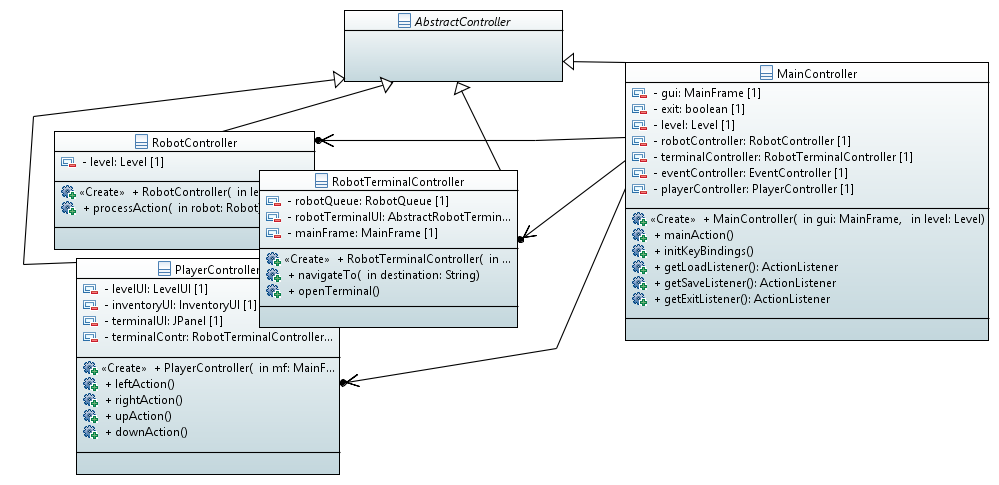 AbstractController
MainController
- gui: MainFrame [1]
- exit: boolean [1]
- level: Level [1]
- robotController: RobotController [1]
- terminalController: RobotTerminalController [1]
- eventController: EventController [1]
- playerController: PlayerController [1]
«Create» + MainController( in gui: MainFrame, in level: Level)
+ mainAction()
+ initKeyBindings()
+ getLoadListener(): ActionListener
+ getSaveListener(): ActionListener
+ getExitListener(): ActionListener
RobotController
- level: Level [1]
«Create» + RobotController( in le
+ processAction( in robot: Robot
RobotTerminalController
- robotQueue: RobotQueue [1]
- robotTerminalUI: AbstractRobotTermin...
- mainFrame: MainFrame [1]
«Create» + RobotTerminalController( in ...
+ navigateTo( in destination: String)
+ openTerminal()
PlayerController
- levelUI: LevelUI [1]
- inventoryUI: InventoryUI [1]
- terminalUI: JPanel [1]
- terminalContr: RobotTerminalController...
«Create» + PlayerController( in mf: MainF...
+ leftAction()
+ rightAction()
+ upAction()
+ downAction()